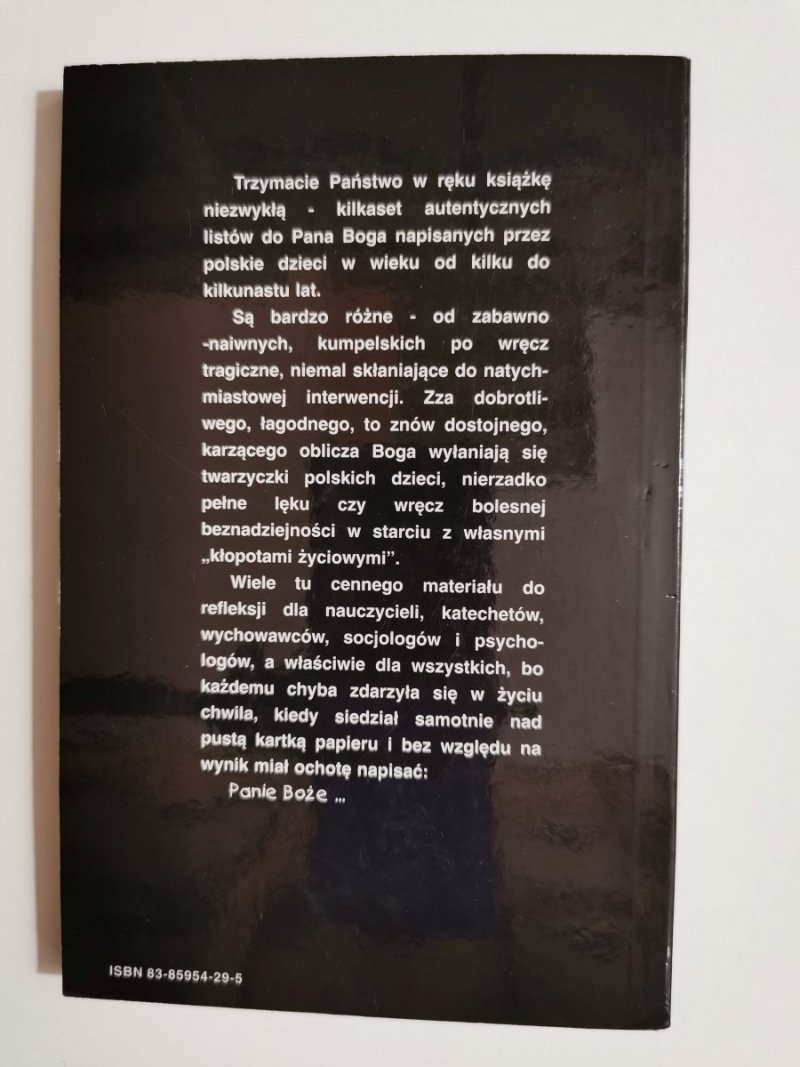 Trzymacie Państwo w ręku książkę
niezwykłą - kilkaset autentycznych
listów do Pana Boga napisanych przez
polskie dzieci w wieku od kilku do
kilkunastu lat.
Są bardzo różne - od zabawno
-naiwnych, kumpelskich po wręcz
tragiczne, niemal skłaniające do natych-
miastowej interwencji. Zza dobrotli-
wego, łagodnego, to znów dostojnego,
karzącego oblicza Boga wyłaniają się
twarzyczki polskich dzieci, nierzadko
pełne lęku czy wręcz bolesnej
beznadziejności w starciu z własnymi
„kłopotami życiowymi”.
Wiele tu cennego materiału do
refleksji dla nauczycieli, katechetów,
wychowawców, socjologów i psycho-
logów, a właściwie dla wszystkich, bo
każdemu chyba zdarzyła się w życiu
chwila, kiedy siedział samotnie nad
pustą kartką papieru i bez względu na
wynik miał ochotę napisać:
Panie Boże ...
ISBN 83-85954-29-5